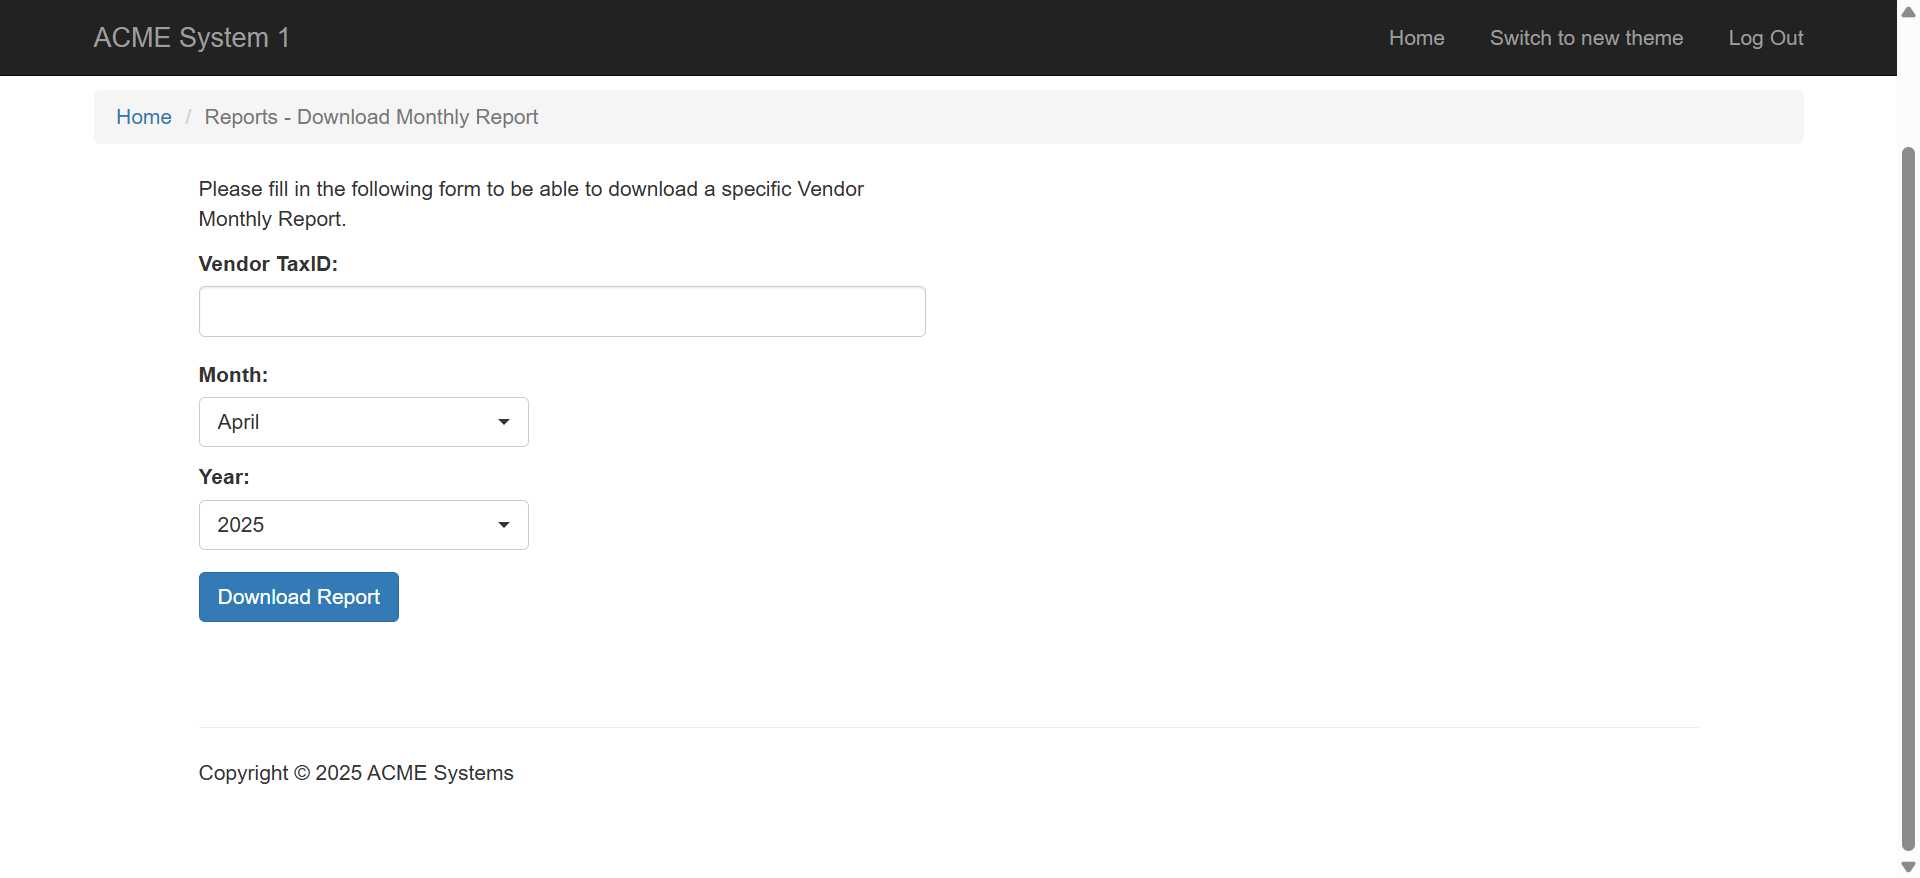 ACME System 1
Home
Switch to new theme
Log Out
Home / Reports - Download Monthly Report
Please fill in the following form to be able to download a specific Vendor
Monthly Report.
Vendor TaxID:
Month:
April
Year:
2025
Download Report
Copyright © 2025 ACME Systems